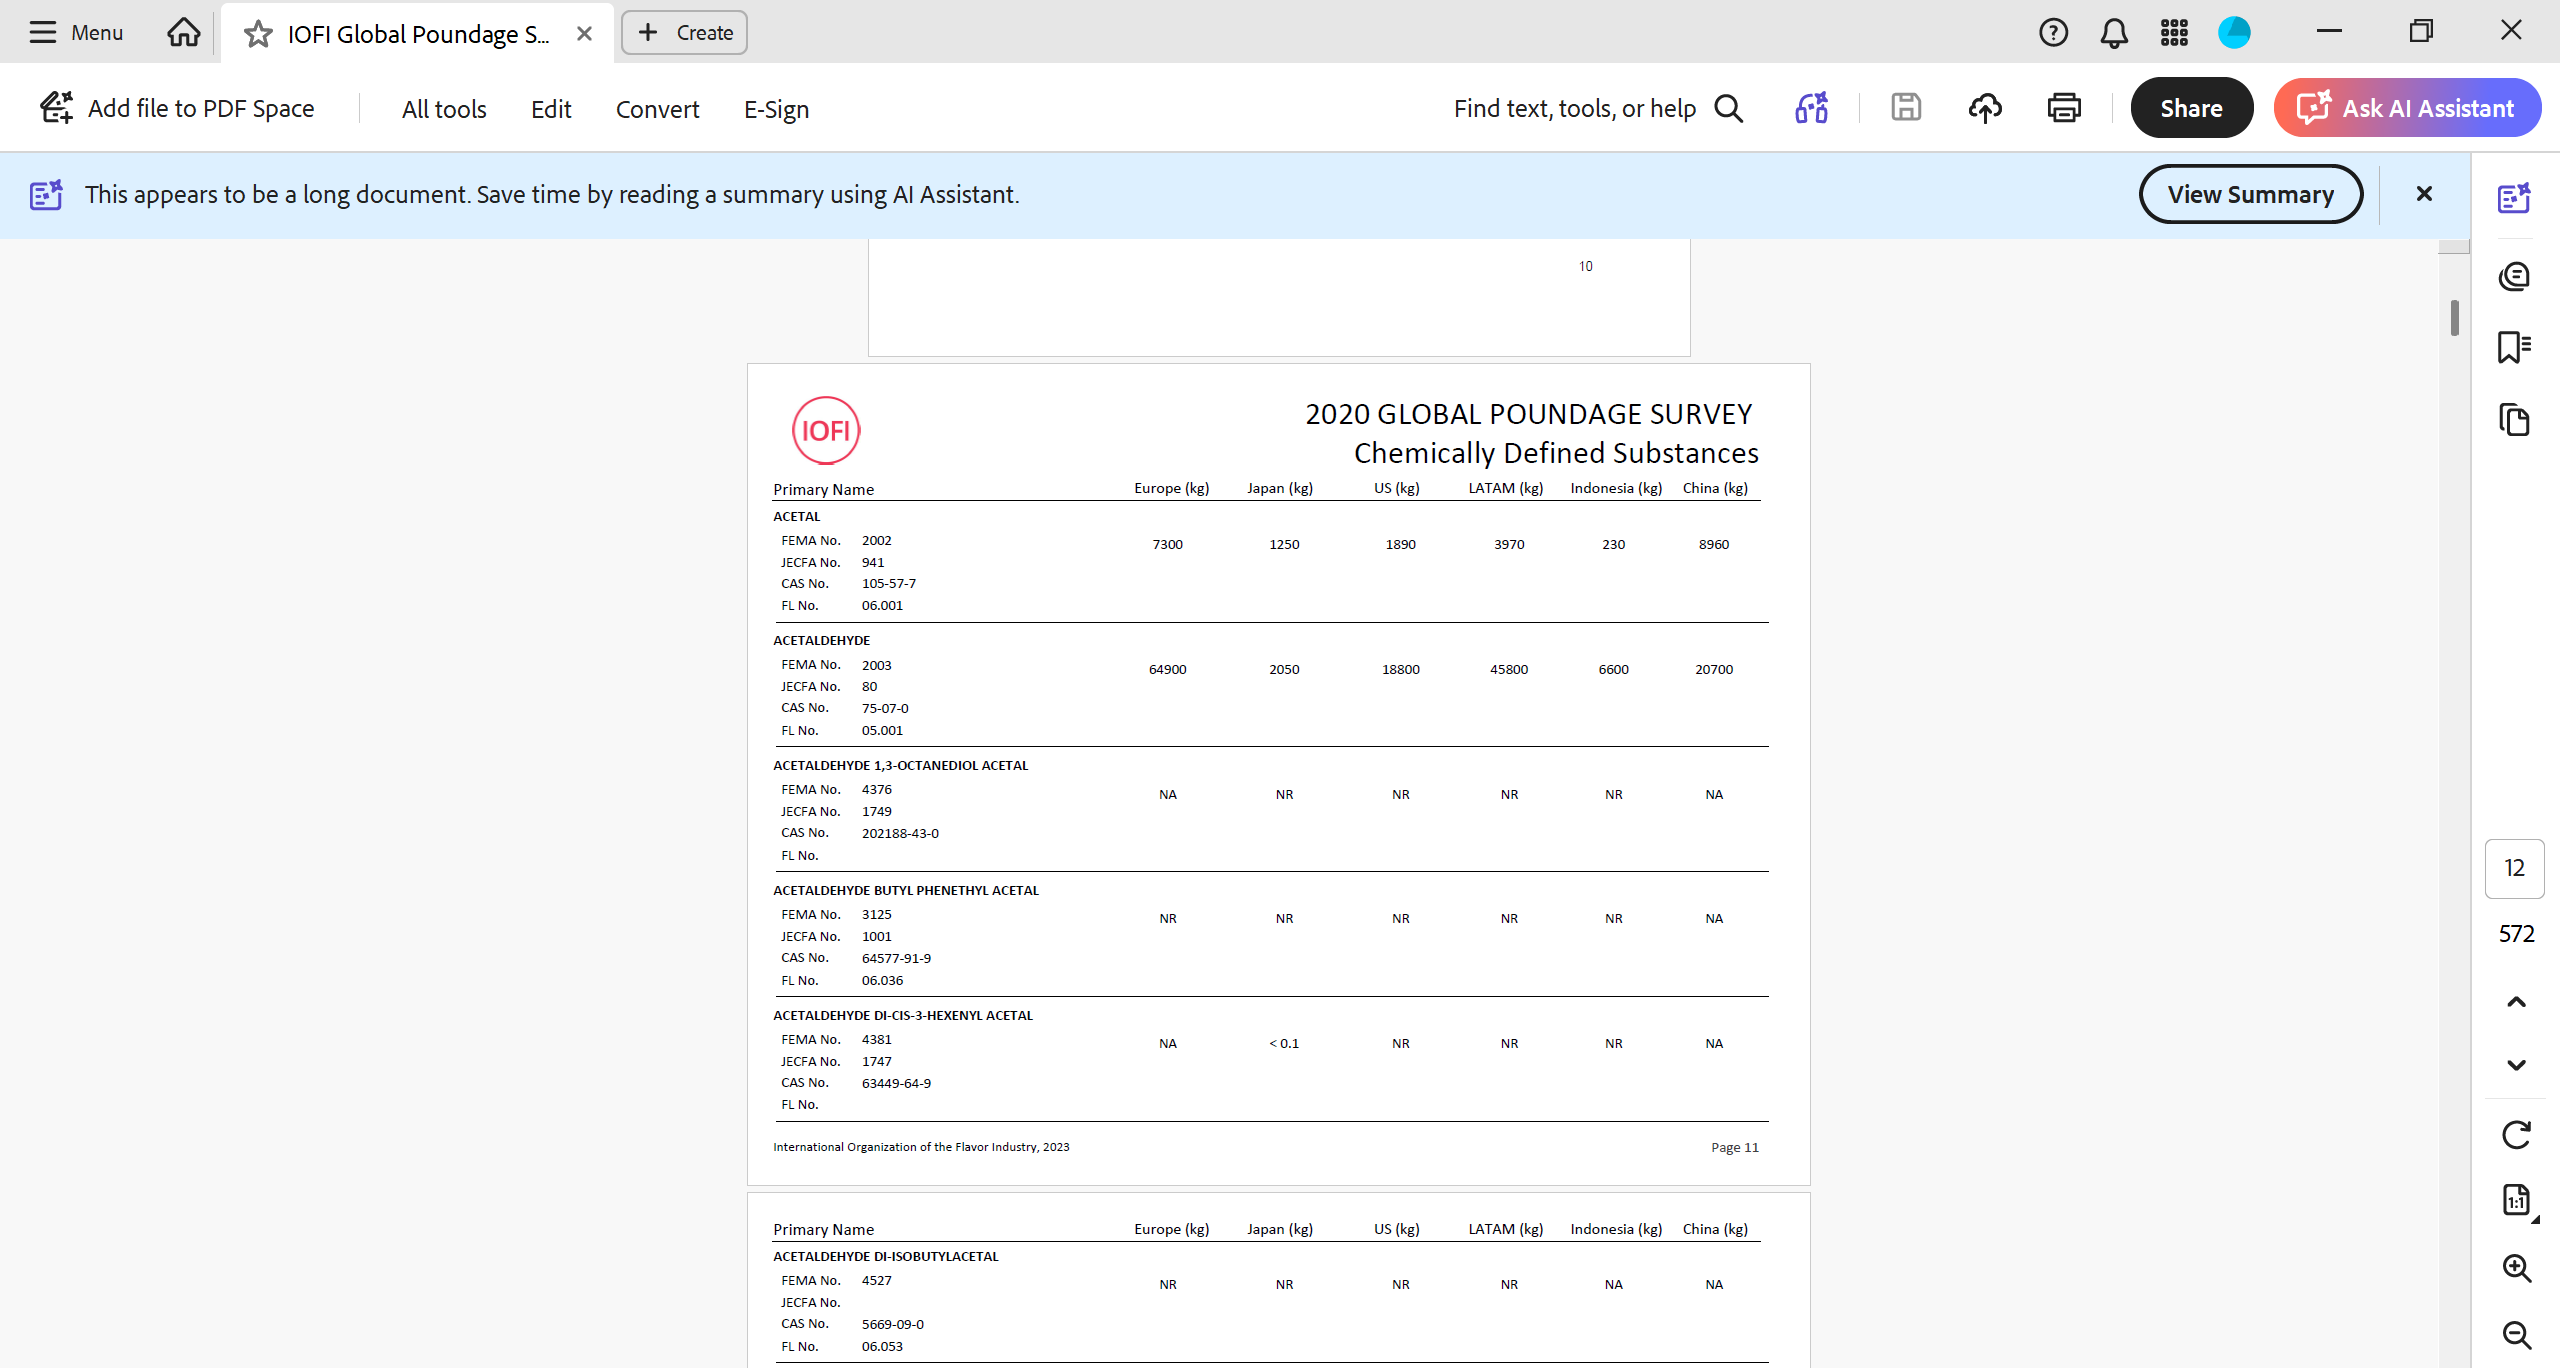 Menu
IOFI Global Poundage S...
Create
Add file to PDF Space
All tools
Edit
Convert
E-Sign
Find text, tools, or help
Share
Ask AI Assistant
This appears to be a long document. Save time by reading a summary using AI Assistant.
View Summary
10
IOFI
2020 GLOBAL POUNDAGE SURVEY
Chemically Defined Substances
Primary Name Europe (kg) Japan (kg) US (kg) LATAM (kg) Indonesia (kg) China (kg)
ACETAL
FEMA No. 2002 7300 1250 1890 3970 230 8960
JECFA No. 941
CAS No. 105-57-7
FL No. 06.001
ACETALDEHYDE
FEMA No. 2003 64900 2050 18800 45800 6600 20700
JECFA No. 80
CAS No. 75-07-0
FL No. 05.001
ACETALDEHYDE 1,3-OCTANEDIOL ACETAL
FEMA No. 4376 NA NR NR NR NR NA
JECFA No. 1749
CAS No. 202188-43-0
FL No.
ACETALDEHYDE BUTYL PHENETHYL ACETAL
FEMA No. 3125 NR NR NR NR NR NA
JECFA No. 1001
CAS No. 64577-91-9
FL No. 06.036
ACETALDEHYDE DI-CIS-3-HEXENYL ACETAL
FEMA No. 4381 NA < 0.1 NR NR NR NA
JECFA No. 1747
CAS No. 63449-64-9
FL No.
International Organization of the Flavor Industry, 2023 Page 11
Primary Name Europe (kg) Japan (kg) US (kg) LATAM (kg) Indonesia (kg) China (kg)
ACETALDEHYDE DI-ISOBUTYLACETAL
FEMA No. 4527 NR NR NR NR NA NA
JECFA No.
CAS No. 5669-09-0
FL No. 06.053
12
572
1:1